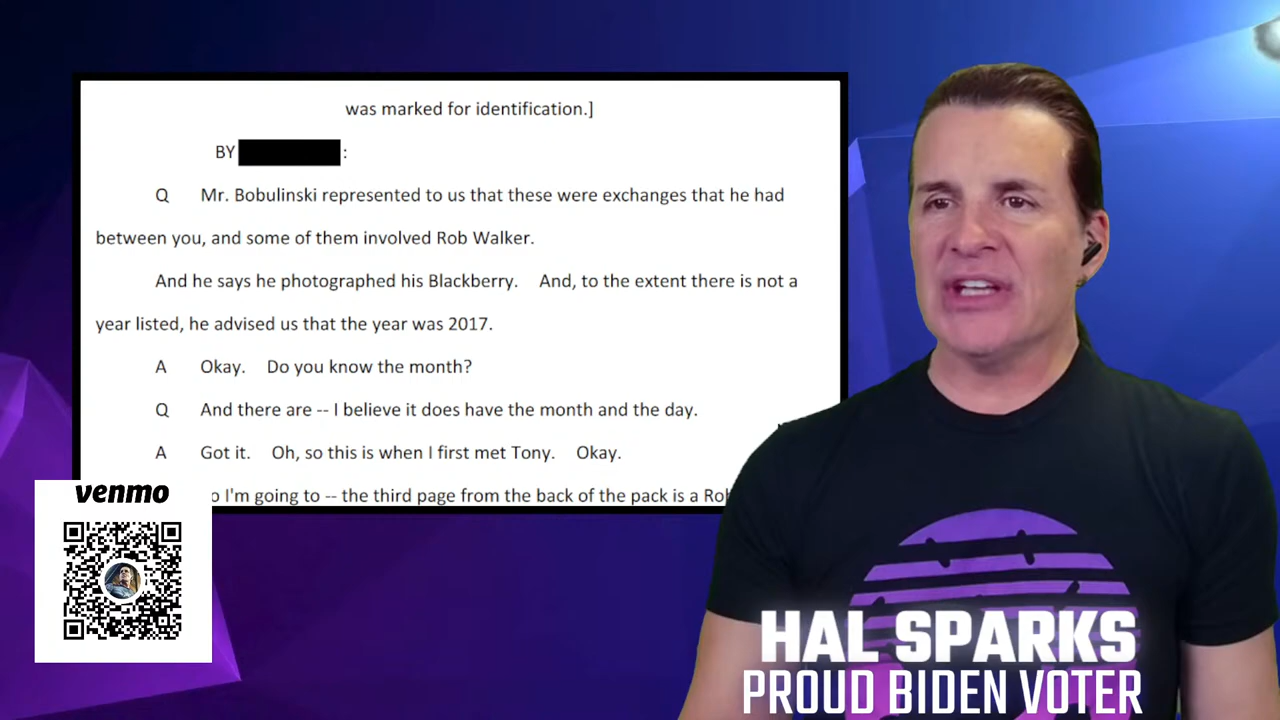 was marked for identification.]
BY :
Q Mr. Bobulinski represented to us that these were exchanges that he had
between you, and some of them involved Rob Walker.
And he says he photographed his Blackberry. And, to the extent there is not a
year listed, he advised us that the year was 2017.
A Okay. Do you know the month?
Q And there are -- I believe it does have the month and the day.
A Got it. Oh, so this is when I first met Tony. Okay.
I'm going to -- the third page from the back of the pack is a
venmo
HAL SPARKS
PROUD BIDEN VOTER